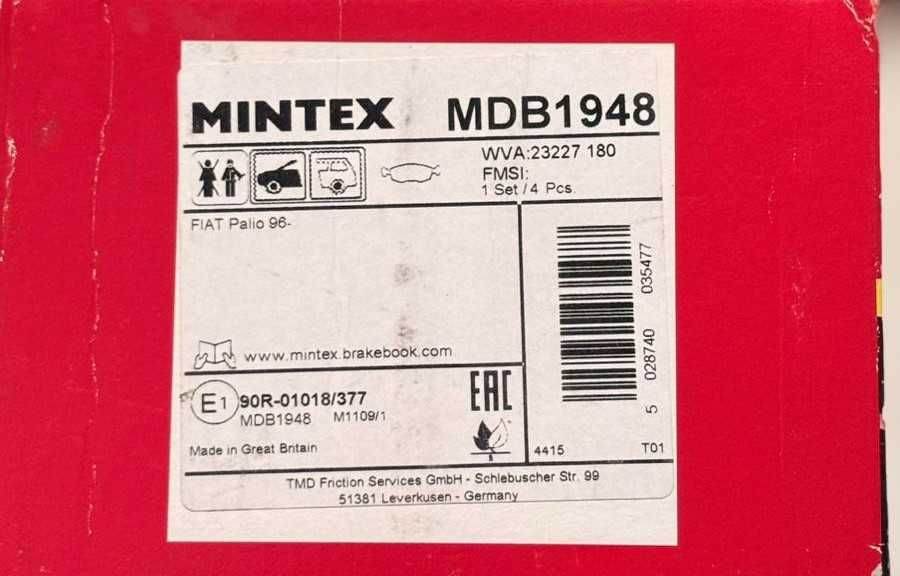 MINTEX MDB1948
WVA:23227 180
FMSI:
1 Set / 4 Pcs.
FIAT Palio 96-
www.mintex.brakebook.com
E1 90R-01018/377
MDB1948 M1109/1
EAC
Made in Great Britain
5 028740 035477
4415 T01
TMD Friction Services GmbH - Schlebuscher Str. 99
51381 Leverkusen - Germany